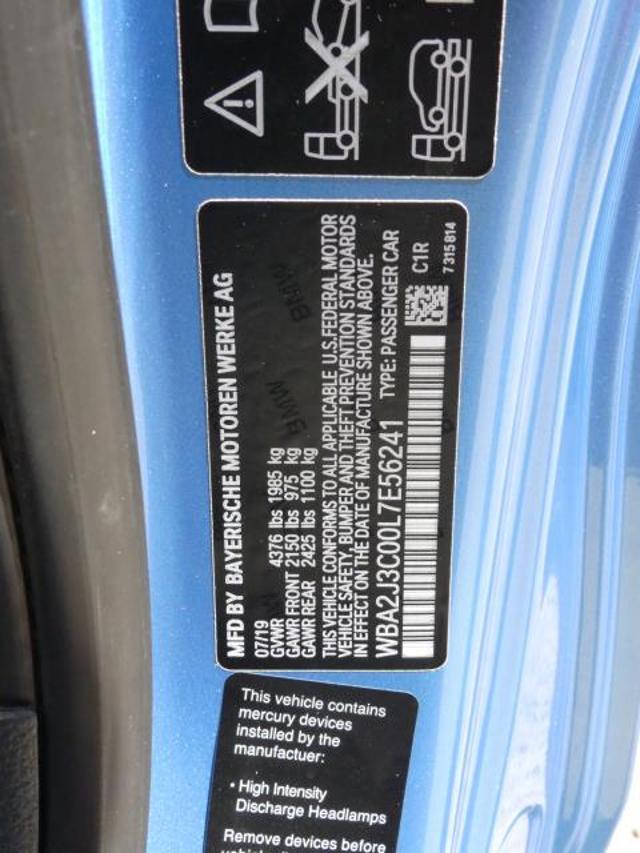 MFD BY BAYERISCHE MOTOREN WERKE AG
07/19
GVWR 4376 lbs 1985 kg
GAWR FRONT 2150 lbs 975 kg
GAWR REAR 2425 lbs 1100 kg
THIS VEHICLE CONFORMS TO ALL APPLICABLE U.S.FEDERAL MOTOR
VEHICLE SAFETY, BUMPER AND THEFT PREVENTION STANDARDS
IN EFFECT ON THE DATE OF MANUFACTURE SHOWN ABOVE.
WBA2J3C00L7E56241 TYPE: PASSENGER CAR
C1R
7315814
BMW
BMW
This vehicle contains
mercury devices
installed by the
manufactuer:
• High Intensity
Discharge Headlamps
Remove devices before